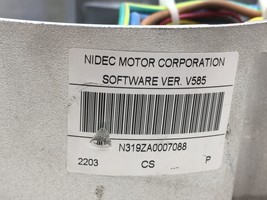 NIDEC MOTOR CORPORATION
SOFTWARE VER. V585
N319ZA0007088
2203 CS P